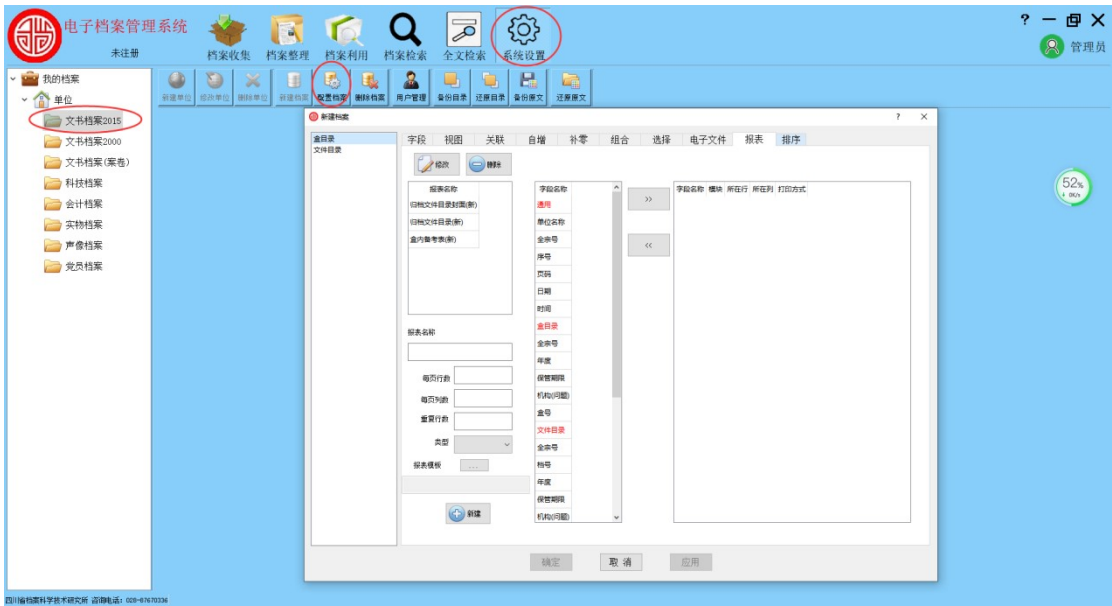 电子档案管理系统
未注册
档案收集 档案整理 档案利用 档案检索 全文检索 系统设置
? — X
管理员
我的档案
单位
文书档案2015
文书档案2000
文书档案(案卷)
科技档案
会计档案
实物档案
声像档案
党员档案
新建单位 修改单位 删除单位 新建档案 配置档案 删除档案 用户管理 备份目录 还原目录 备份原文 还原原文
新建档案 ? ×
盒目录
文件目录
字段 视图 关联 自增 补零 组合 选择 电子文件 报表 排序
修改 删除
报表名称
归档文件目录封面(新)
归档文件目录(新)
盒内备考表(新)
报表名称
每页行数
每页列数
重复行数
类型
报表模板 ...
新建
字段名称
通用
单位名称
全宗号
序号
页码
日期
时间
盒目录
全宗号
年度
保管期限
机构(问题)
盒号
文件目录
全宗号
档号
年度
保管期限
机构(问题)
>>
<<
字段名称 模块 所在行 所在列 打印方式
确定 取消 应用
52%
0K/s
四川省档案科学技术研究所 咨询电话：028-87670336